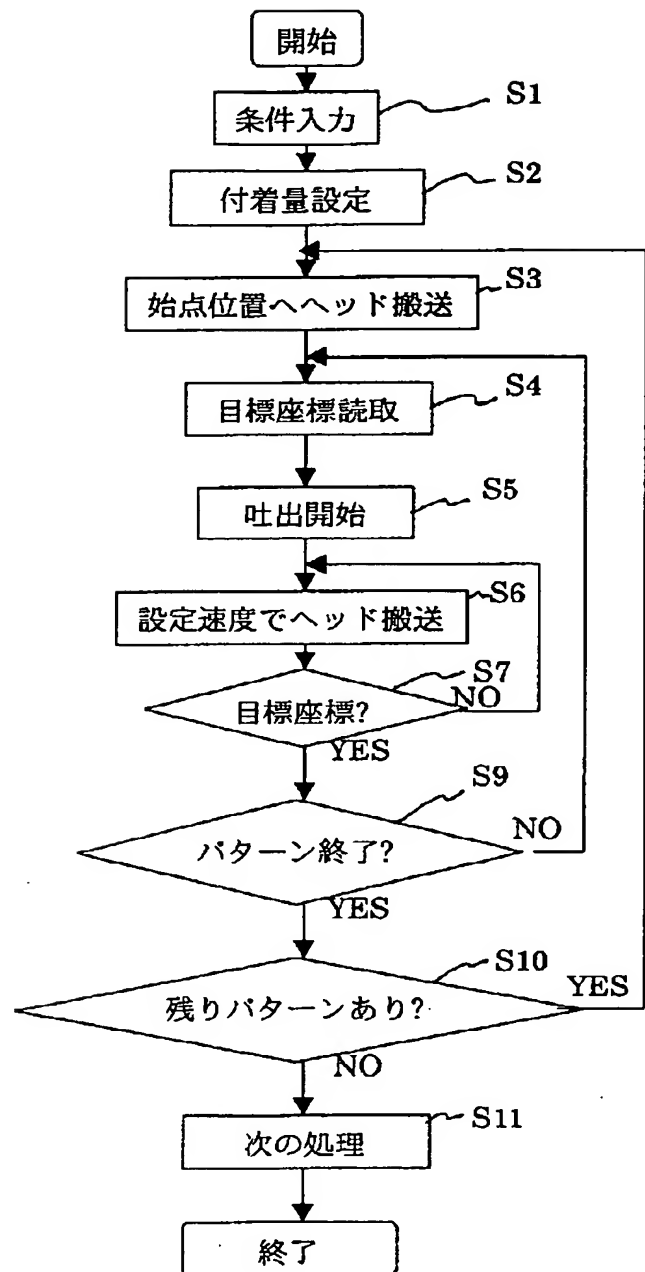 開始
S1
条件入力
S2
付着量設定
S3
始点位置へヘッド搬送
S4
目標座標読取
S5
吐出開始
S6
設定速度でヘッド搬送
S7
NO
目標座標?
YES
S9
NO
パターン終了?
YES
S10
YES
残りパターンあり?
NO
S11
次の処理
終了